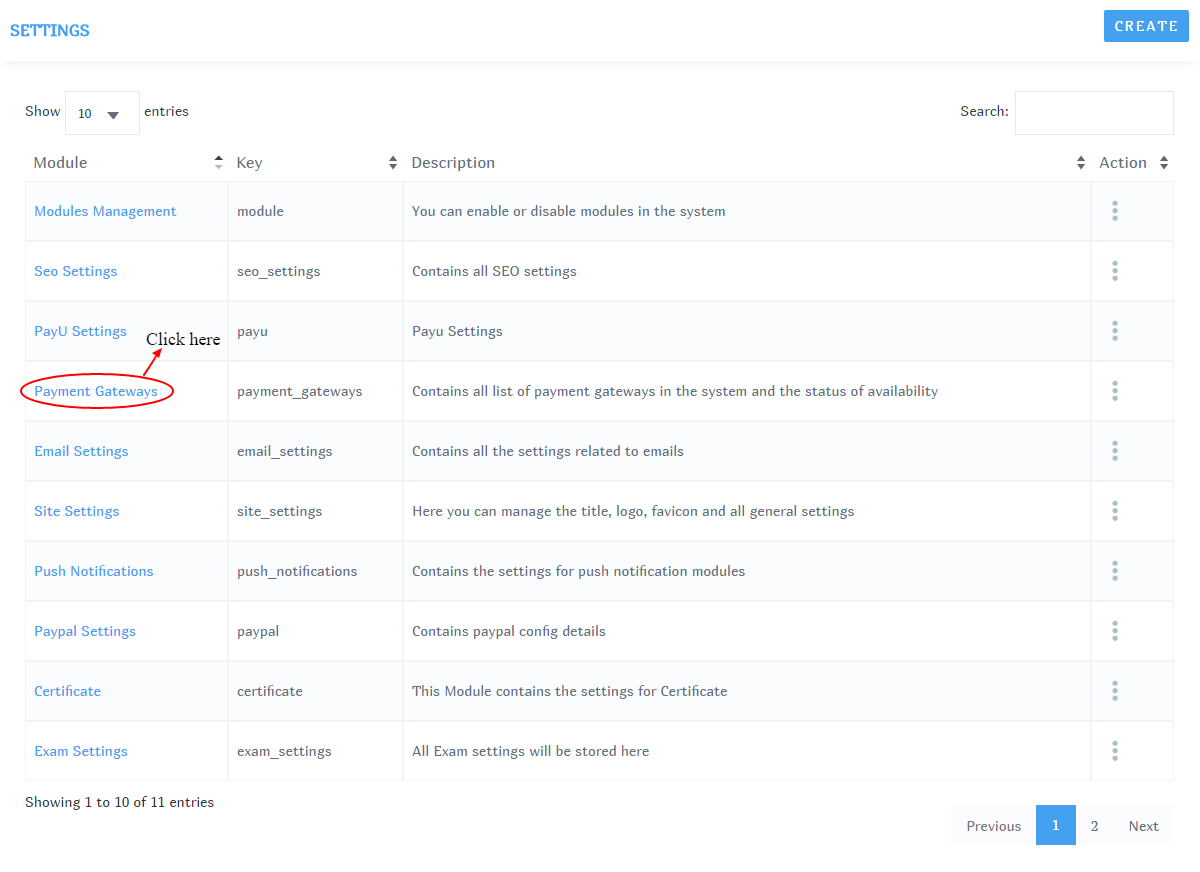 SETTINGS
CREATE
Show 10 entries
Search:
Module Key Description Action
Modules Management module You can enable or disable modules in the system
Seo Settings seo_settings Contains all SEO settings
PayU Settings payu Payu Settings
Click here
Payment Gateways payment_gateways Contains all list of payment gateways in the system and the status of availability
Email Settings email_settings Contains all the settings related to emails
Site Settings site_settings Here you can manage the title, logo, favicon and all general settings
Push Notifications push_notifications Contains the settings for push notification modules
Paypal Settings paypal Contains paypal config details
Certificate certificate This Module contains the settings for Certificate
Exam Settings exam_settings All Exam settings will be stored here
Showing 1 to 10 of 11 entries
Previous 1 2 Next